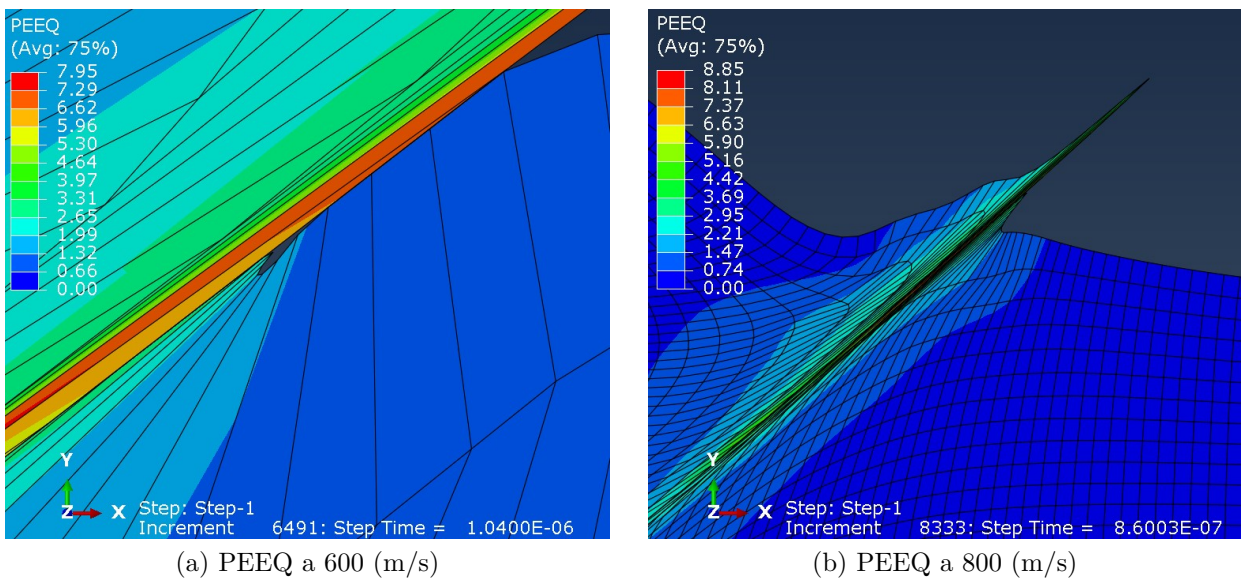 PEEQ
(Avg: 75%)
7.95
7.29
6.62
5.96
5.30
4.64
3.97
3.31
2.65
1.99
1.32
0.66
0.00
Y
Z X
Step: Step-1
Increment 6491: Step Time = 1.0400E-06
(a) PEEQ a 600 (m/s)
PEEQ
(Avg: 75%)
8.85
8.11
7.37
6.63
5.90
5.16
4.42
3.69
2.95
2.21
1.47
0.74
0.00
Y
Z X
Step: Step-1
Increment 8333: Step Time = 8.6003E-07
(b) PEEQ a 800 (m/s)